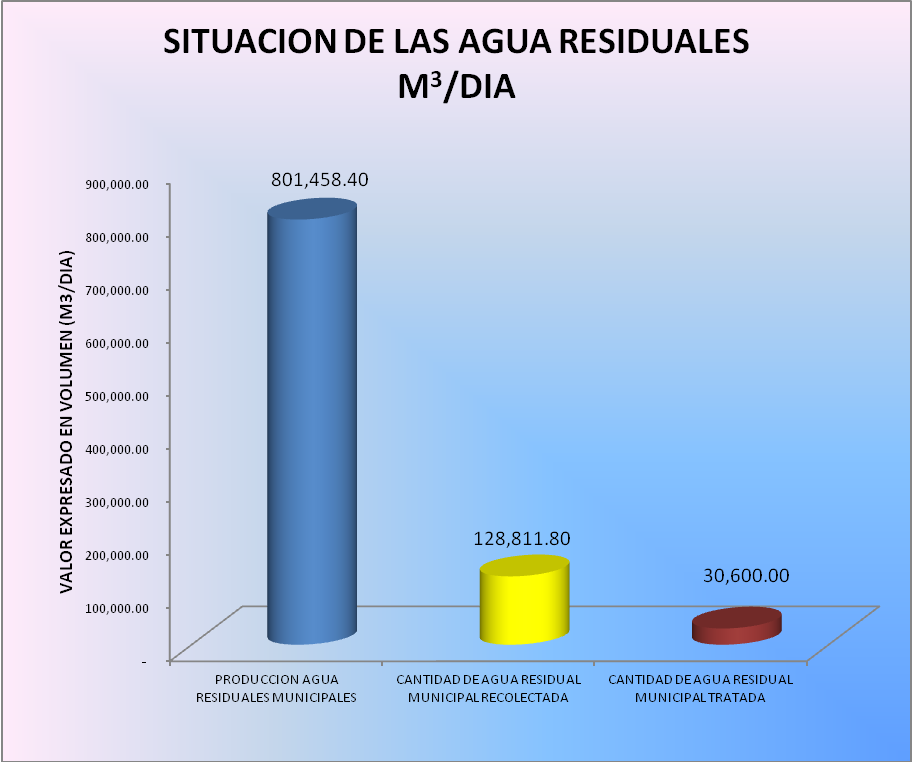 SITUACION DE LAS AGUA RESIDUALES
M³/DIA
VALOR EXPRESADO EN VOLUMEN (M3/DIA)
900,000.00
800,000.00
700,000.00
600,000.00
500,000.00
400,000.00
300,000.00
200,000.00
100,000.00
-
801,458.40
128,811.80
30,600.00
PRODUCCION AGUA
RESIDUALES MUNICIPALES
CANTIDAD DE AGUA RESIDUAL
MUNICIPAL RECOLECTADA
CANTIDAD DE AGUA RESIDUAL
MUNICIPAL TRATADA